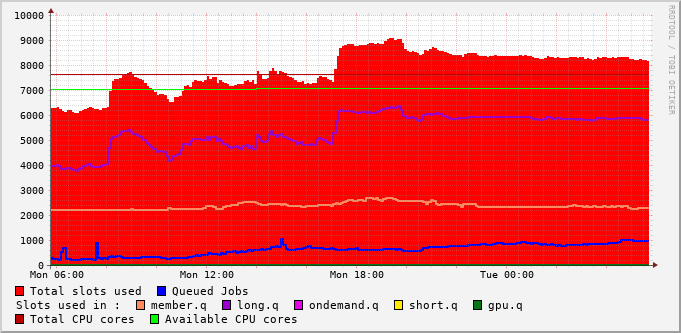 RRDTOOL / TOBI OETIKER
10000
9000
8000
7000
6000
5000
4000
3000
2000
1000
0
Mon 06:00 Mon 12:00 Mon 18:00 Tue 00:00
Total slots used Queued Jobs
Slots used in : member.q long.q ondemand.q short.q gpu.q
Total CPU cores Available CPU cores